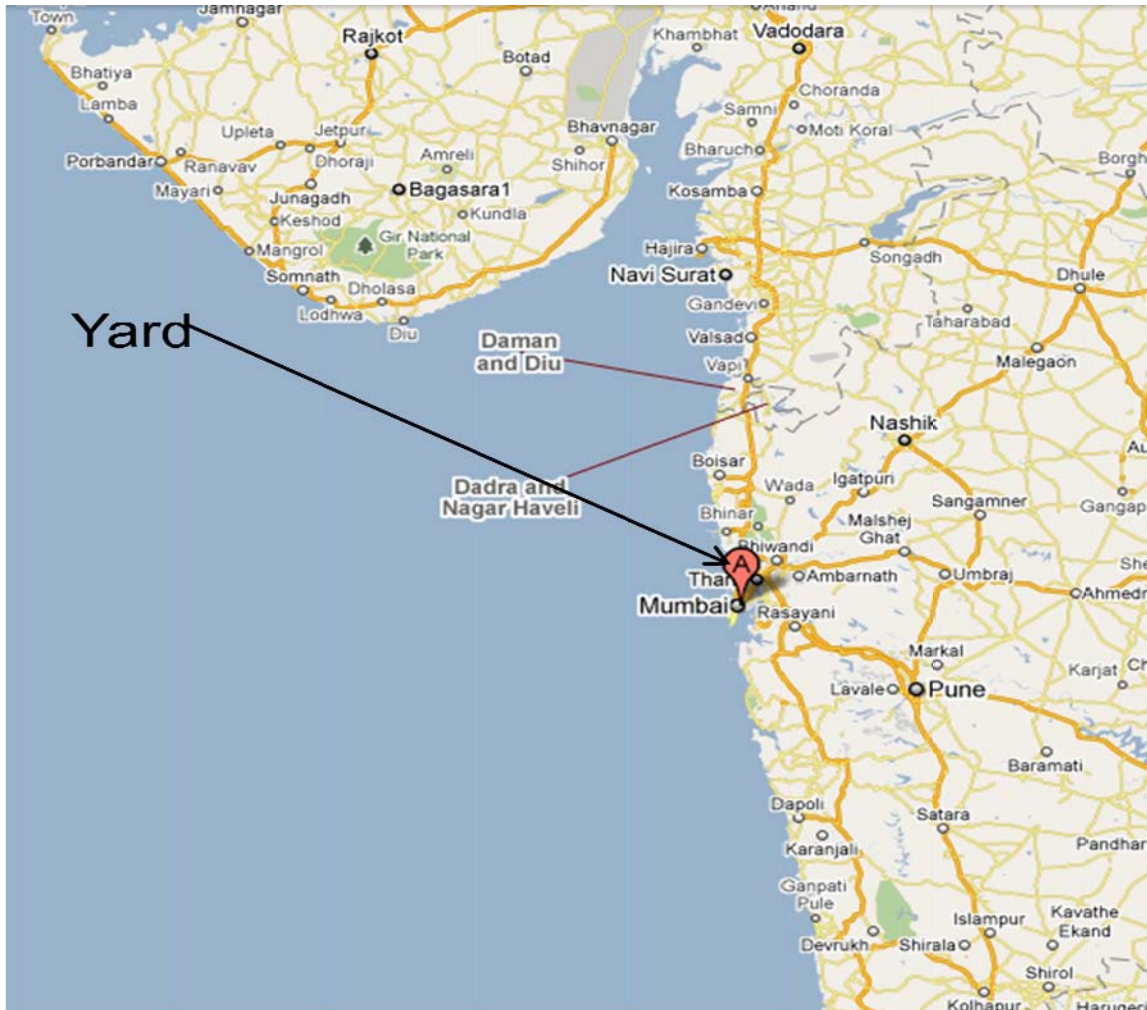 Town
Jamnagar
Rajkot
Botad
Khambhat
Vadodara
Anand
Bhatiya
Lamba
Choranda
Samni
Moti Koral
Upleta
Jetpur
Dhoraji
Bhavnagar
Shihor
Bharuch
Porbandar
Ranavav
Amreli
Mayari
Junagadh
Bagasara1
Kosamba
Keshod
Kundla
Gir National
Park
Mangrol
Hajira
Songadh
Somnath
Dholasa
Navi Surat
Dhule
Lodhwa
Diu
Gandevi
Taharabad
Yard
Daman
and Diu
Valsad
Malegaon
Vapi
Nashik
Dadra and
Nagar Haveli
Boisar
Wada
Igatpuri
Sangamner
Bhinar
Malshej
Ghat
A
Bhiwandi
Than
Ambarnath
Umbraj
Mumbai
Rasayani
Markal
Karjat
Lavale
Pune
Baramati
Dapoli
Satara
Karanjali
Pandhar
Ganpati
Pule
Islampur
Kavathe
Ekand
Devrukh
Shirala
Shirol
Kolhapur